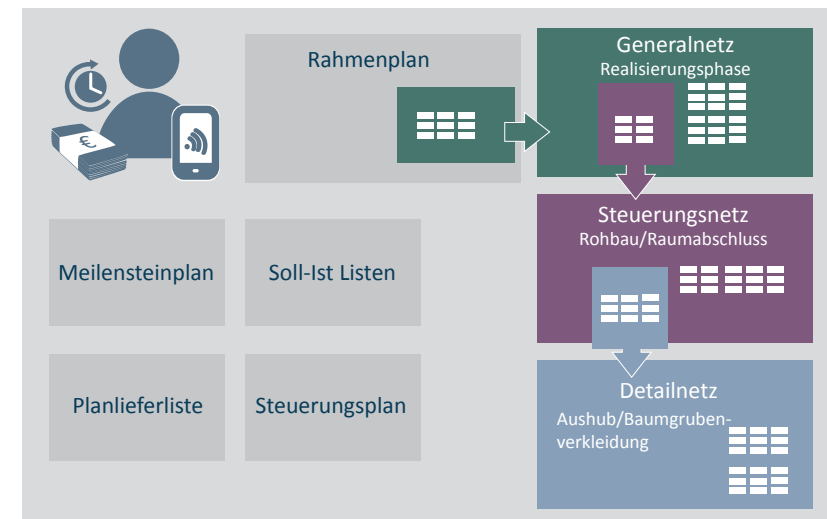 Rahmenplan
Generalnetz
Realisierungsphase
Steuerungsnetz
Rohbau/Raumabschluss
Meilensteinplan
Soll-Ist Listen
Planlieferliste
Steuerungsplan
Detailnetz
Aushub/Baumgruben-
verkleidung